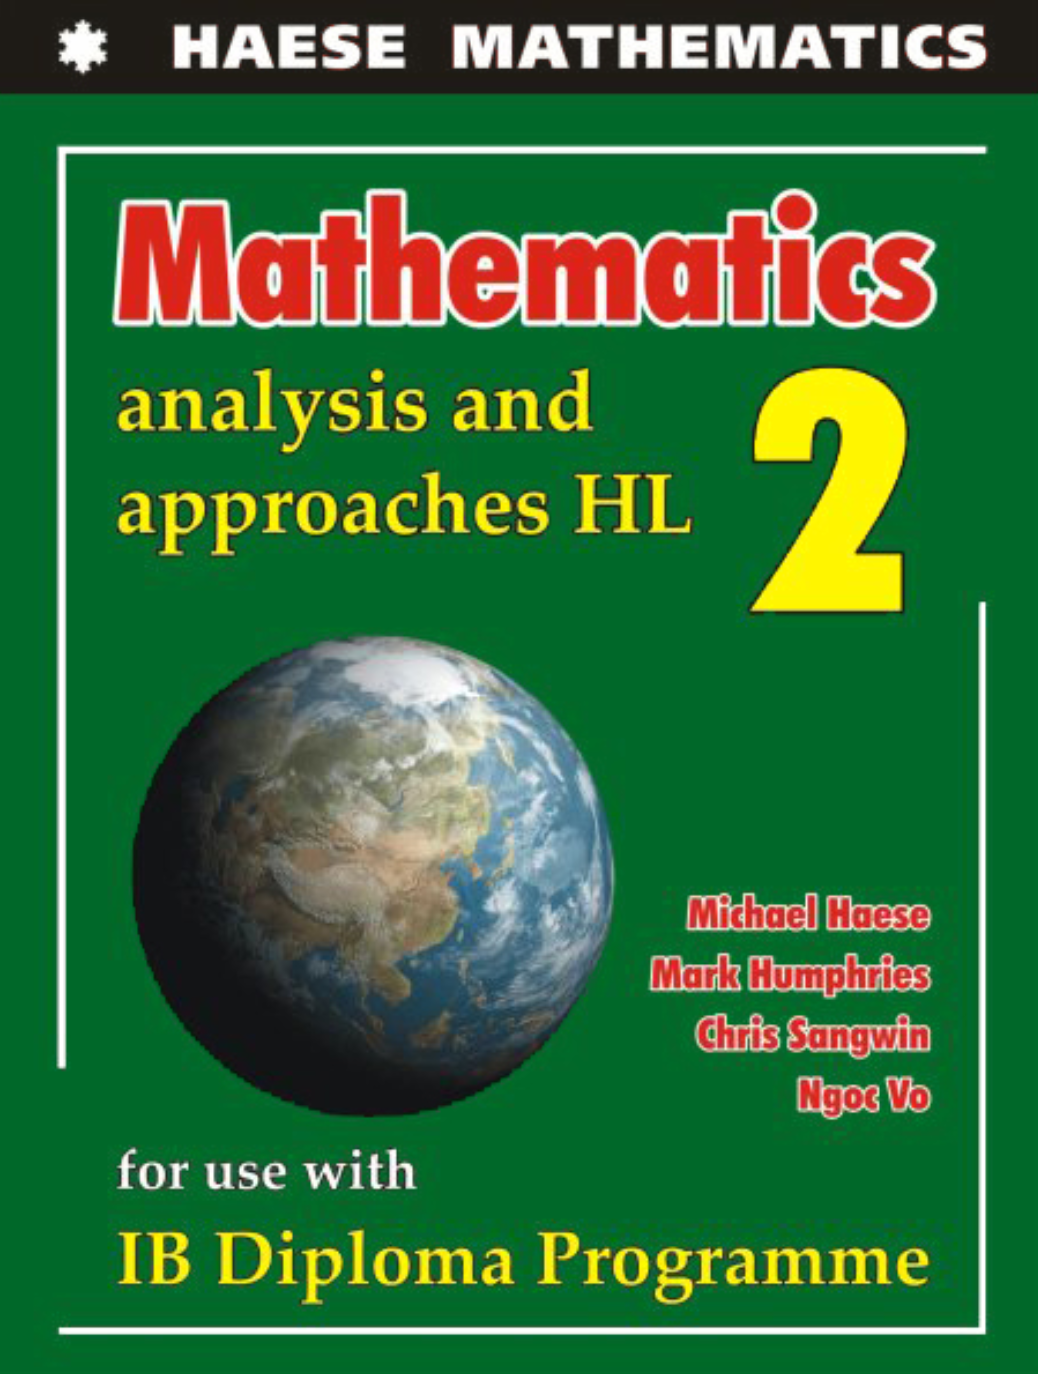 HAESE MATHEMATICS
Mathematics
analysis and
approaches HL
2
Michael Haese
Mark Humphries
Chris Sangwin
Ngoc Vo
for use with
IB Diploma Programme